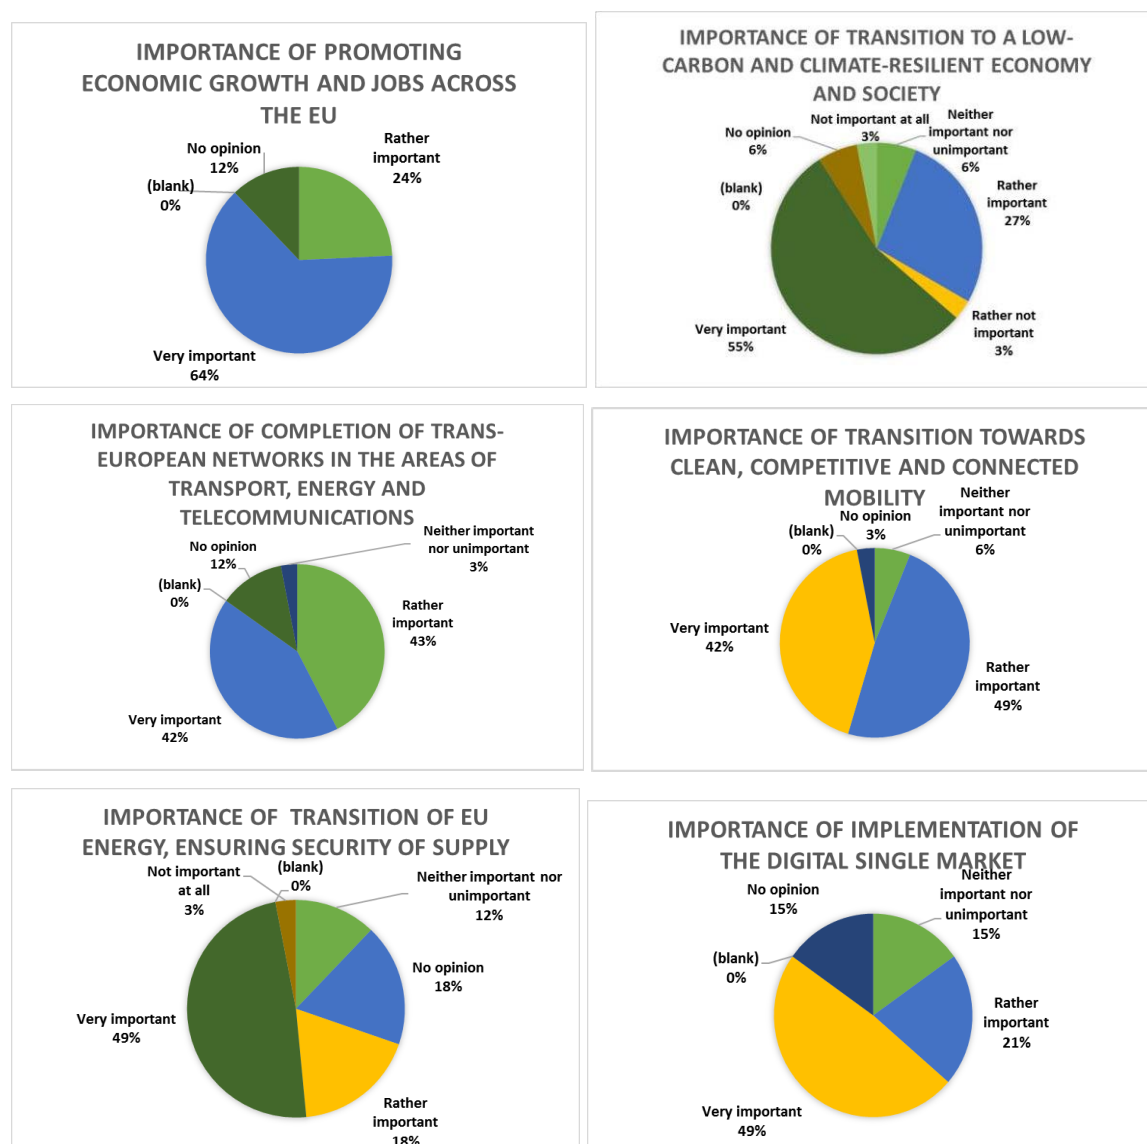 IMPORTANCE OF PROMOTING
ECONOMIC GROWTH AND JOBS ACROSS
THE EU
No opinion
12%
(blank)
0%
Rather
important
24%
Very important
64%
IMPORTANCE OF TRANSITION TO A LOW-
CARBON AND CLIMATE-RESILIENT ECONOMY
AND SOCIETY
Not important at all
3%
Neither
important nor
unimportant
6%
No opinion
6%
(blank)
0%
Rather
important
27%
Rather not
important
3%
Very important
55%
IMPORTANCE OF COMPLETION OF TRANS-
EUROPEAN NETWORKS IN THE AREAS OF
TRANSPORT, ENERGY AND
TELECOMMUNICATIONS
Neither important
nor unimportant
3%
No opinion
12%
(blank)
0%
Rather
important
43%
Very important
42%
IMPORTANCE OF TRANSITION TOWARDS
CLEAN, COMPETITIVE AND CONNECTED
MOBILITY
Neither
important nor
unimportant
6%
No opinion
3%
(blank)
0%
Very important
42%
Rather
important
49%
IMPORTANCE OF  TRANSITION OF EU
ENERGY, ENSURING SECURITY OF SUPPLY
(blank)
0%
Not important
at all
3%
Neither important nor
unimportant
12%
No opinion
18%
Very important
49%
Rather
important
18%
IMPORTANCE OF IMPLEMENTATION OF
THE DIGITAL SINGLE MARKET
Neither
important nor
unimportant
15%
No opinion
15%
(blank)
0%
Rather
important
21%
Very important
49%